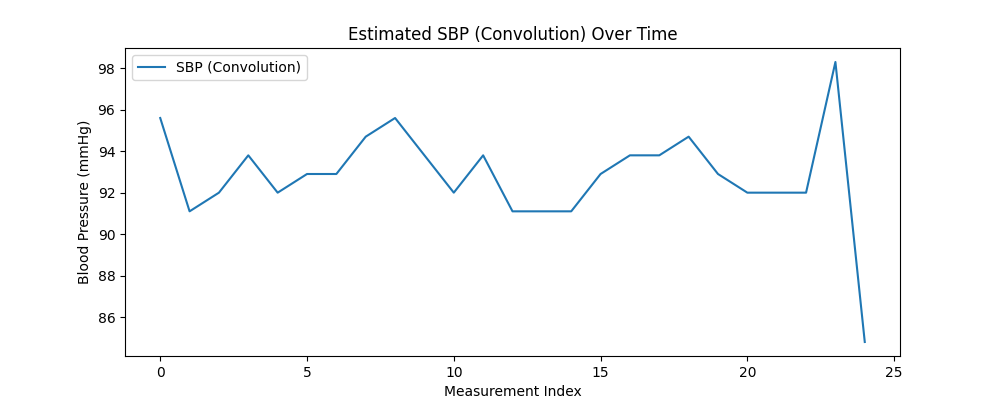 Estimated SBP (Convolution) Over Time
SBP (Convolution)
Blood Pressure (mmHg)
98
96
94
92
90
88
86
0 5 10 15 20 25
Measurement Index